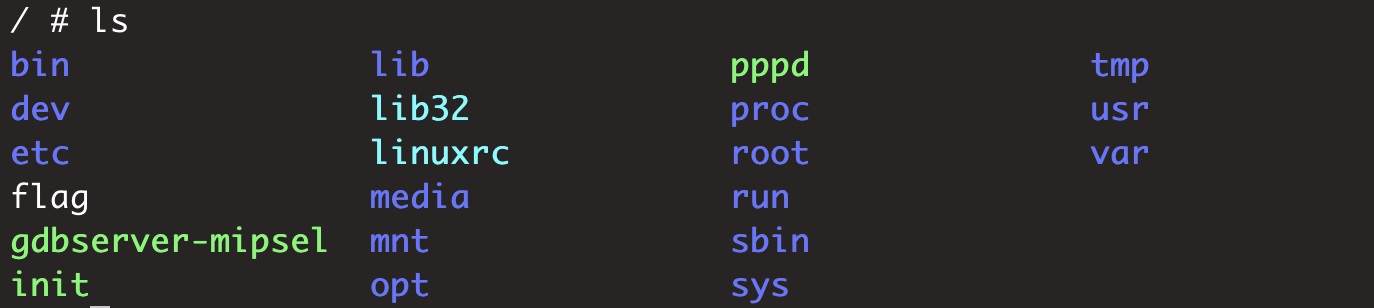 / # ls
bin lib pppd tmp
dev lib32 proc usr
etc linuxrc root var
flag media run
gdbserver-mipsel mnt sbin
init opt sys